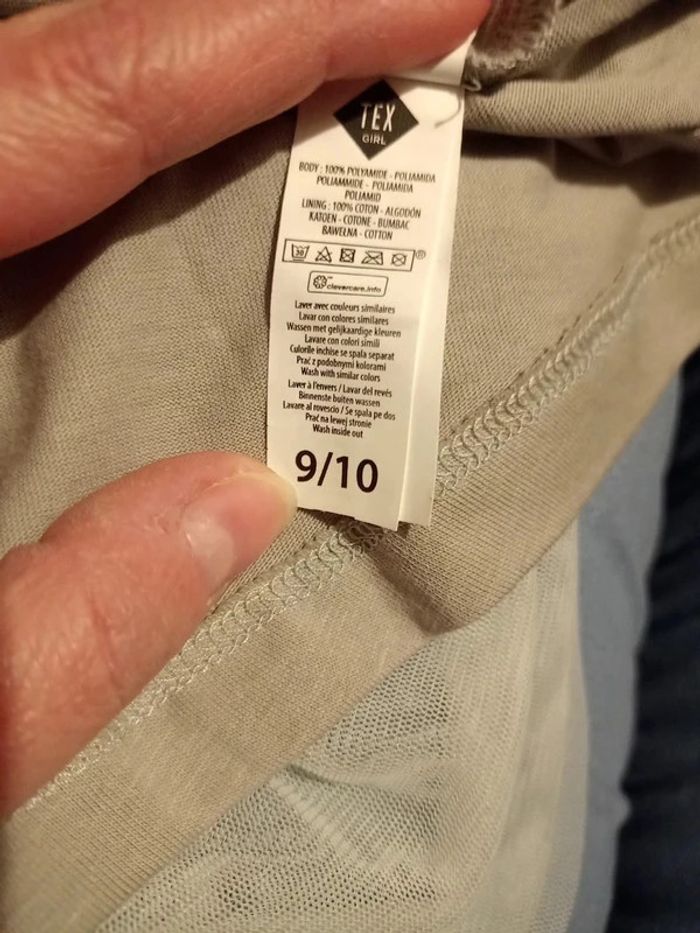 TEX
GIRL
BODY : 100% POLYAMIDE - POLIAMIDA
POLIAMMIDE - POLIAMIDA
POLIAMID
LINING : 100% COTON - ALGODÓN
KATOEN - COTONE - BUMBAC
BAWEŁNA - COTTON
30
®
clevercare.info
Laver avec couleurs similaires
Lavar con colores similares
Wassen met gelijkaardige kleuren
Lavare con colori simili
Culorile inchise se spala separat
Prać z podobnymi kolorami
Wash with similar colors
Laver à l'envers / Lavar del revés
Binnenste buiten wassen
Lavare al rovescio / Se spala pe dos
Prać na lewej stronie
Wash inside out
9/10